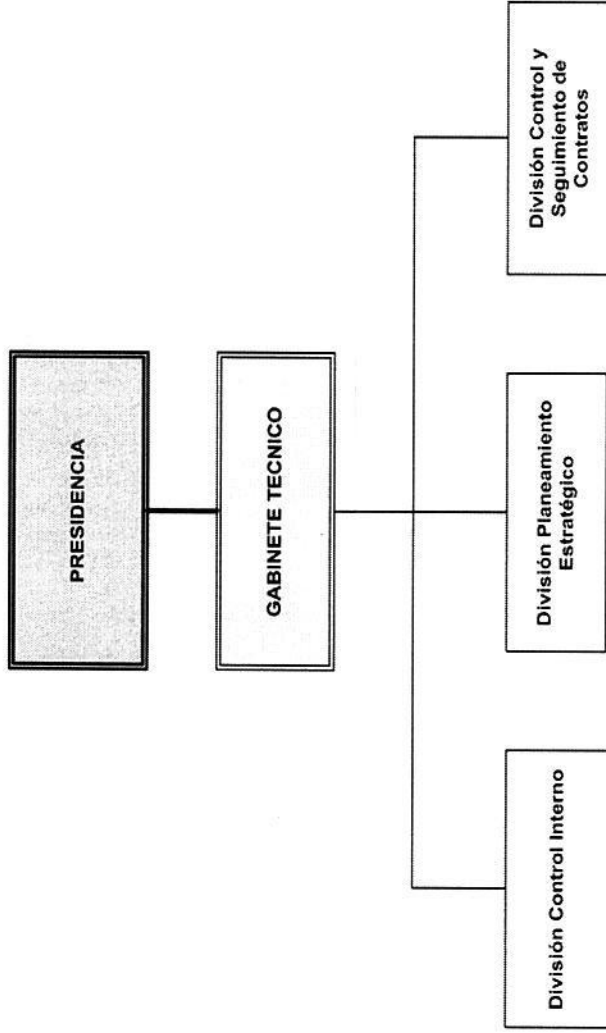 PRESIDENCIA
GABINETE TECNICO
División Control Interno
División Planeamiento
Estratégico
División Control y
Seguimiento de
Contratos